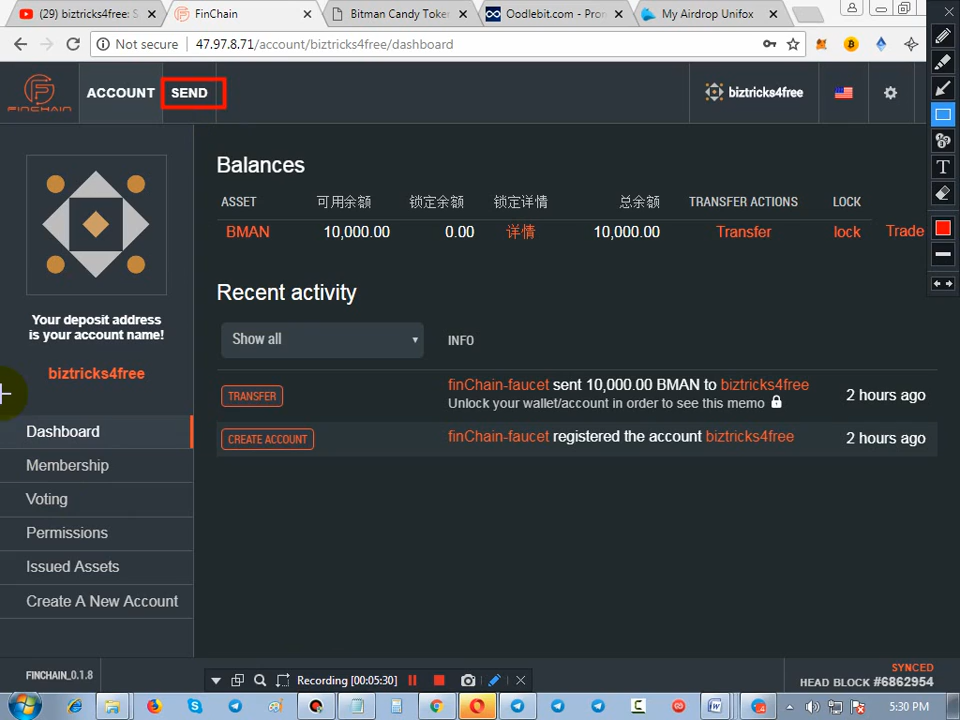 (29) biztricks4free: S
FinChain
Bitman Candy Toke
Oodlebit.com - Pro
My Airdrop Unifox
Not secure
47.97.8.71/account/biztricks4free/dashboard
FINCHAIN
ACCOUNT
SEND
biztricks4free
Balances
ASSET
可用余额
锁定余额
锁定详情
总余额
TRANSFER ACTIONS
LOCK
BMAN
10,000.00
0.00
详情
10,000.00
Transfer
lock
Trade
Your deposit address
is your account name!
biztricks4free
Recent activity
Show all
INFO
TRANSFER
finChain-faucet sent 10,000.00 BMAN to biztricks4free
Unlock your wallet/account in order to see this memo
2 hours ago
CREATE ACCOUNT
finChain-faucet registered the account biztricks4free
2 hours ago
Dashboard
Membership
Voting
Permissions
Issued Assets
Create A New Account
FINCHAIN_0.1.8
Recording [00:05:30]
SYNCED
HEAD BLOCK #6862954
5:30 PM